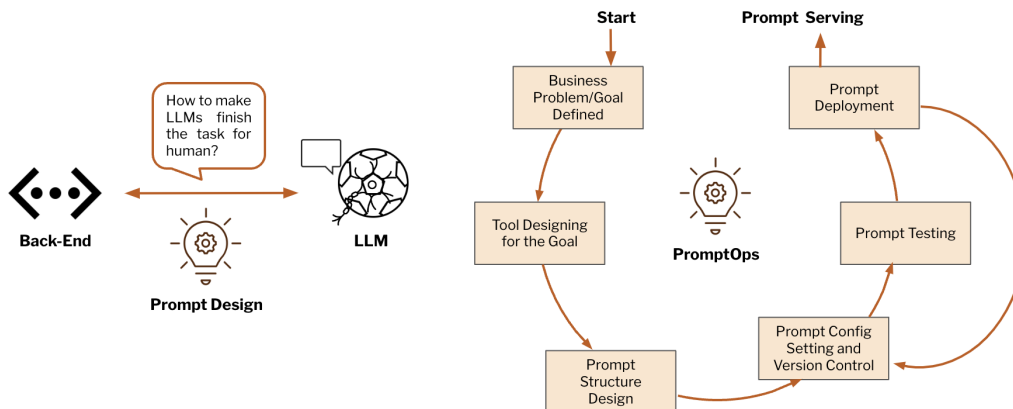 How to make
LLMs finish
the task for
human?
Back-End
LLM
Prompt Design
Start
Business
Problem/Goal
Defined
Tool Designing
for the Goal
Prompt
Structure
Design
Prompt Config
Setting and
Version Control
Prompt Testing
Prompt
Deployment
Prompt Serving
PromptOps